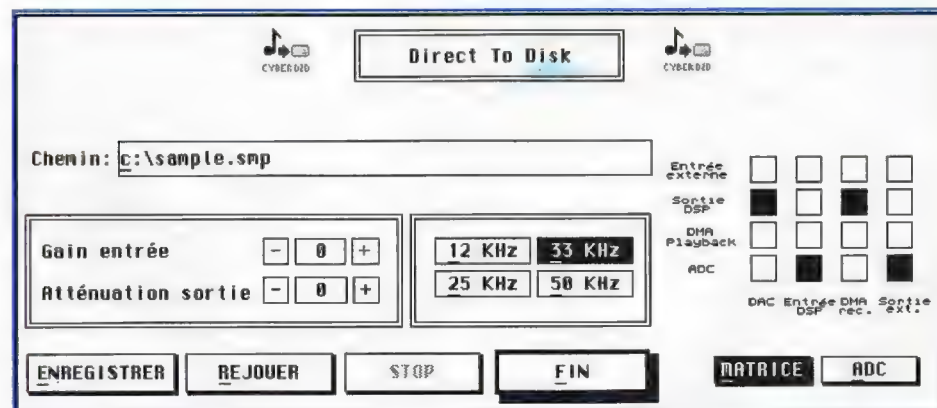 Direct To Disk
CYBERD2D
CYBERD2D
Chemin: c:\sample.smp
Gain entrée - 0 +
Atténuation sortie - 0 +
12 KHz 33 KHz
25 KHz 50 KHz
Entrée externe
Sortie DSP
DMA Playback
ADC
DAC Entrée DSP DMA rec. Sortie ext.
ENREGISTRER REJOUER STOP FIN MATRICE ADC